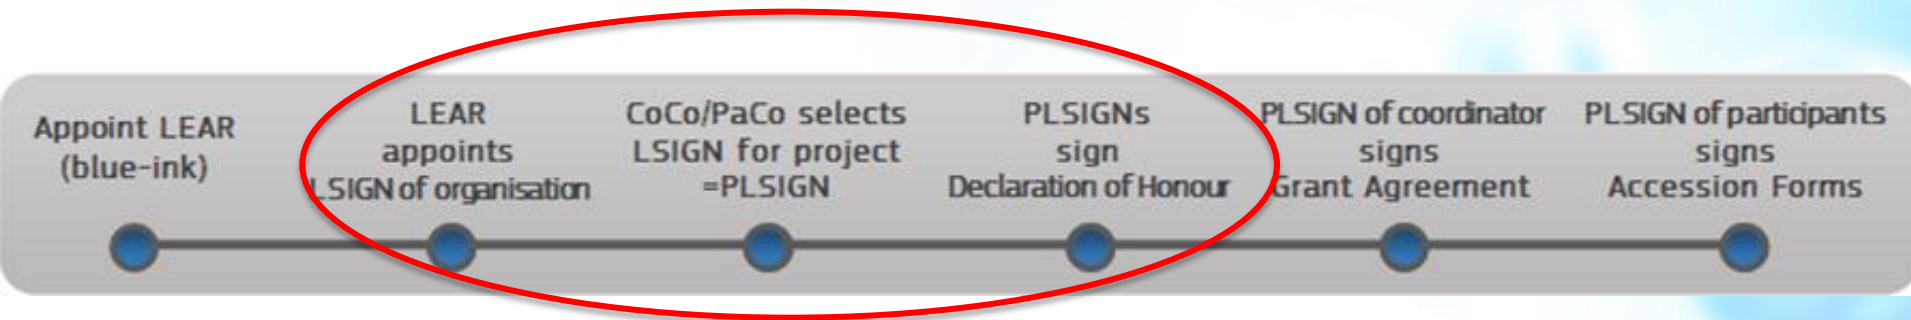 Appoint LEAR
(blue-ink)
LEAR
appoints
LSIGN of organisation
CoCo/PaCo selects
LSIGN for project
=PLSIGN
PLSIGNs
sign
Declaration of Honour
PLSIGN of coordinator
signs
Grant Agreement
PLSIGN of participants
signs
Accession Forms